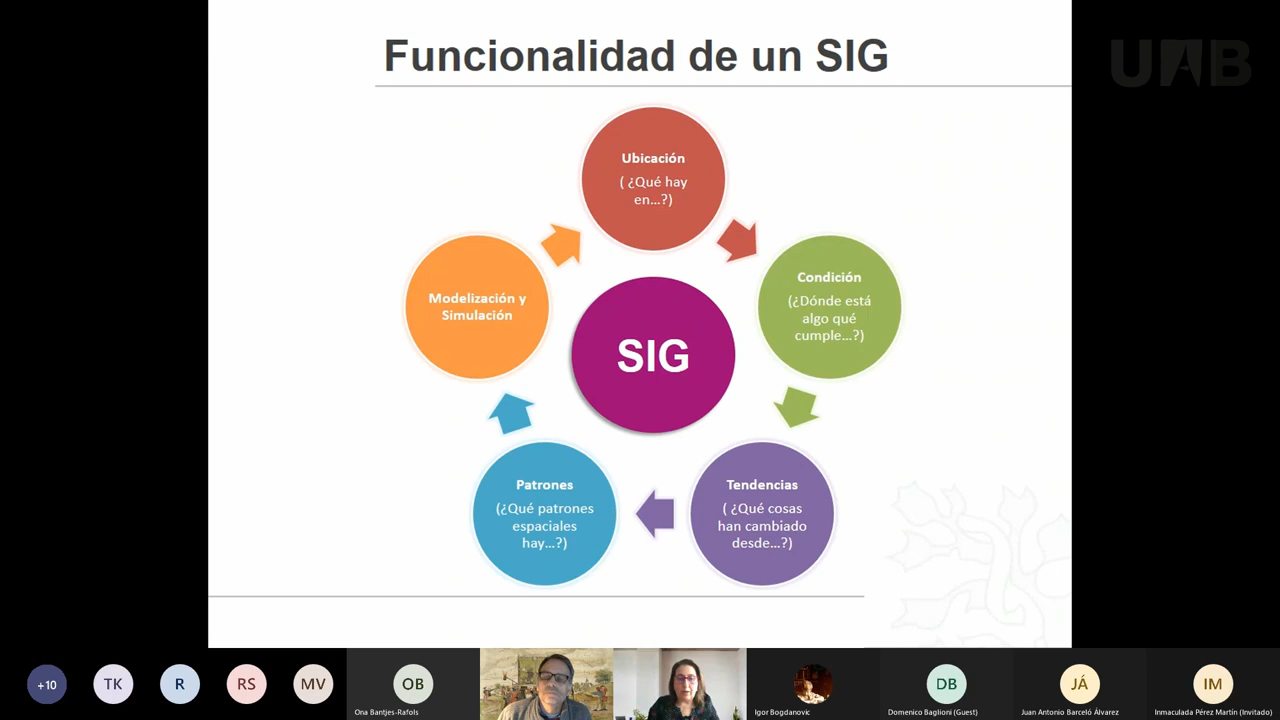 Funcionalidad de un SIG
UAB
Ubicación
( ¿Qué hay
en...?)
Condición
(¿Dónde está
algo qué
cumple...?)
Tendencias
( ¿Qué cosas
han cambiado
desde...?)
Patrones
(¿Qué patrones
espaciales
hay...?)
Modelización y
Simulación
SIG
+10
TK
R
RS
MV
OB
Ona Bantjes-Rafols
Igor Bogdanovic
DB
Domenico Baglioni (Guest)
JÁ
Juan Antonio Barceló Álvarez
IM
Inmaculada Pérez Martín (Invitado)